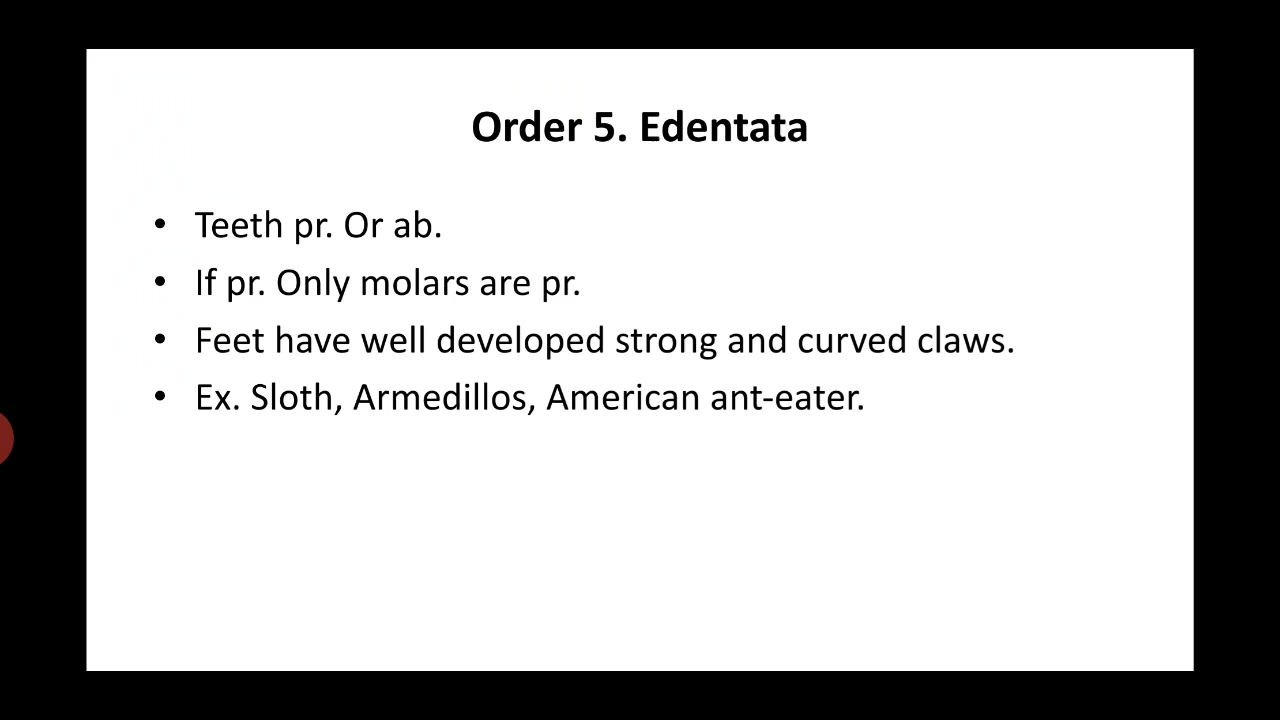 Order 5. Edentata
• Teeth pr. Or ab.
• If pr. Only molars are pr.
• Feet have well developed strong and curved claws.
• Ex. Sloth, Armedillos, American ant-eater.